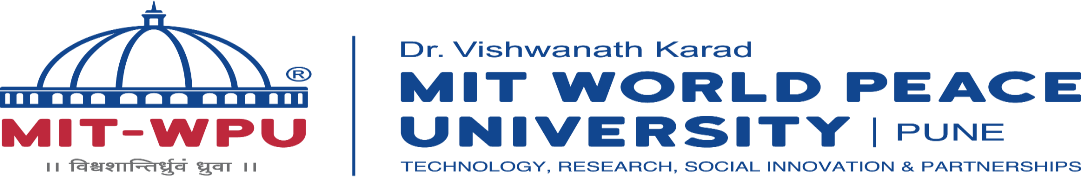 ®
MIT-WPU
।। विश्वशान्तिर्ध्रुवं ध्रुवा ।।
Dr. Vishwanath Karad
MIT WORLD PEACE
UNIVERSITY | PUNE
TECHNOLOGY, RESEARCH, SOCIAL INNOVATION & PARTNERSHIPS